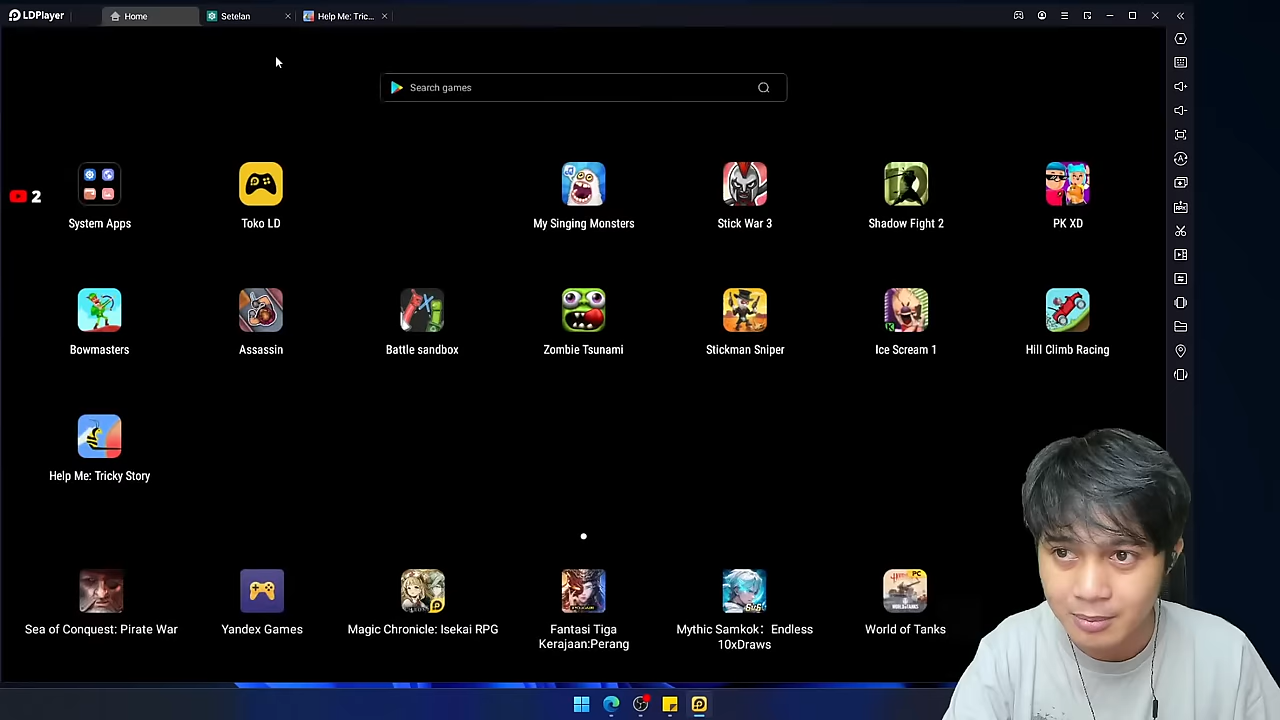 LDPlayer
Home
Setelan
Help Me: Tric...
Search games
2
System Apps
Toko LD
My Singing Monsters
Stick War 3
Shadow Fight 2
PK XD
Bowmasters
Assassin
Battle sandbox
Zombie Tsunami
Stickman Sniper
Ice Scream 1
Hill Climb Racing
Help Me: Tricky Story
Sea of Conquest: Pirate War
Yandex Games
Magic Chronicle: Isekai RPG
Fantasi Tiga
Kerajaan:Perang
Mythic Samkok：Endless
10xDraws
World of Tanks